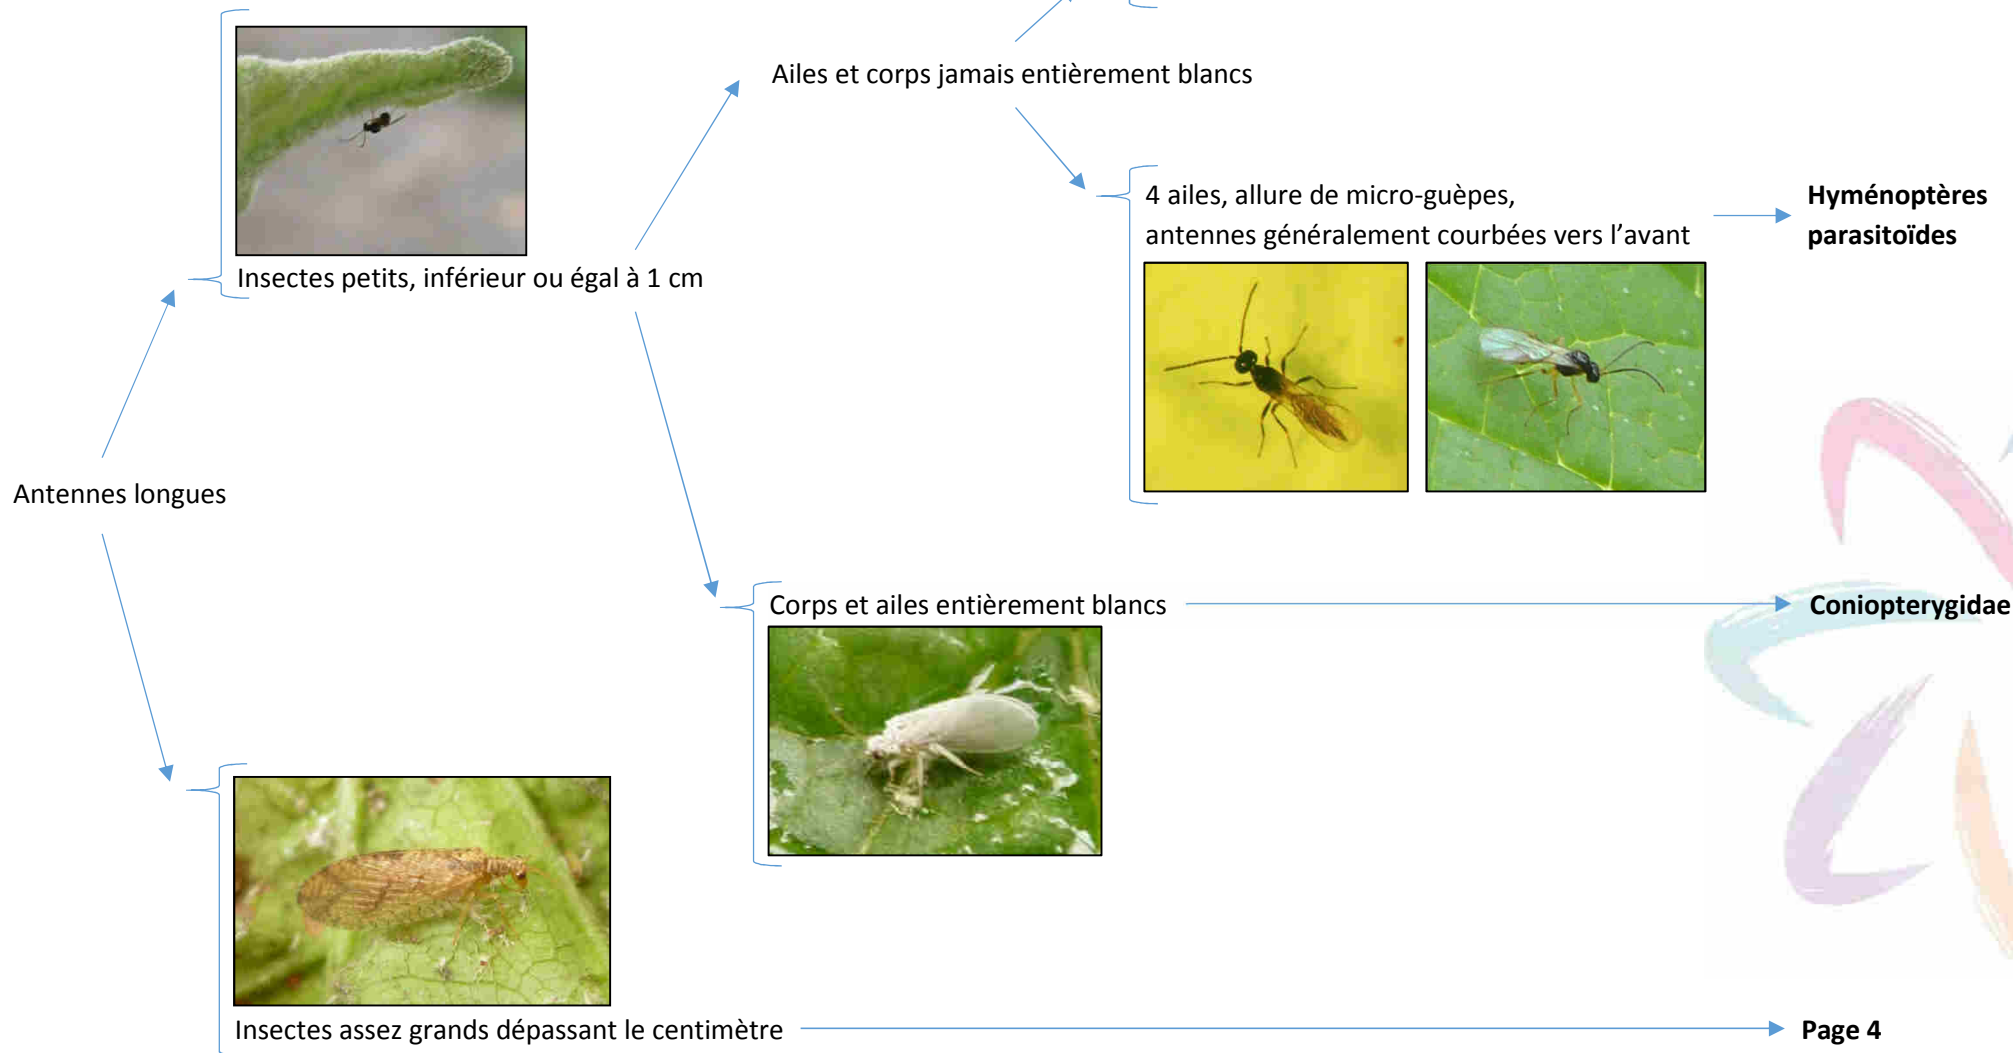 Ailes et corps jamais entièrement blancs
4 ailes, allure de micro-guèpes,
antennes généralement courbées vers l'avant
Hyménoptères
parasitoïdes
Insectes petits, inférieur ou égal à 1 cm
Antennes longues
Corps et ailes entièrement blancs
Coniopterygidae
Insectes assez grands dépassant le centimètre
Page 4